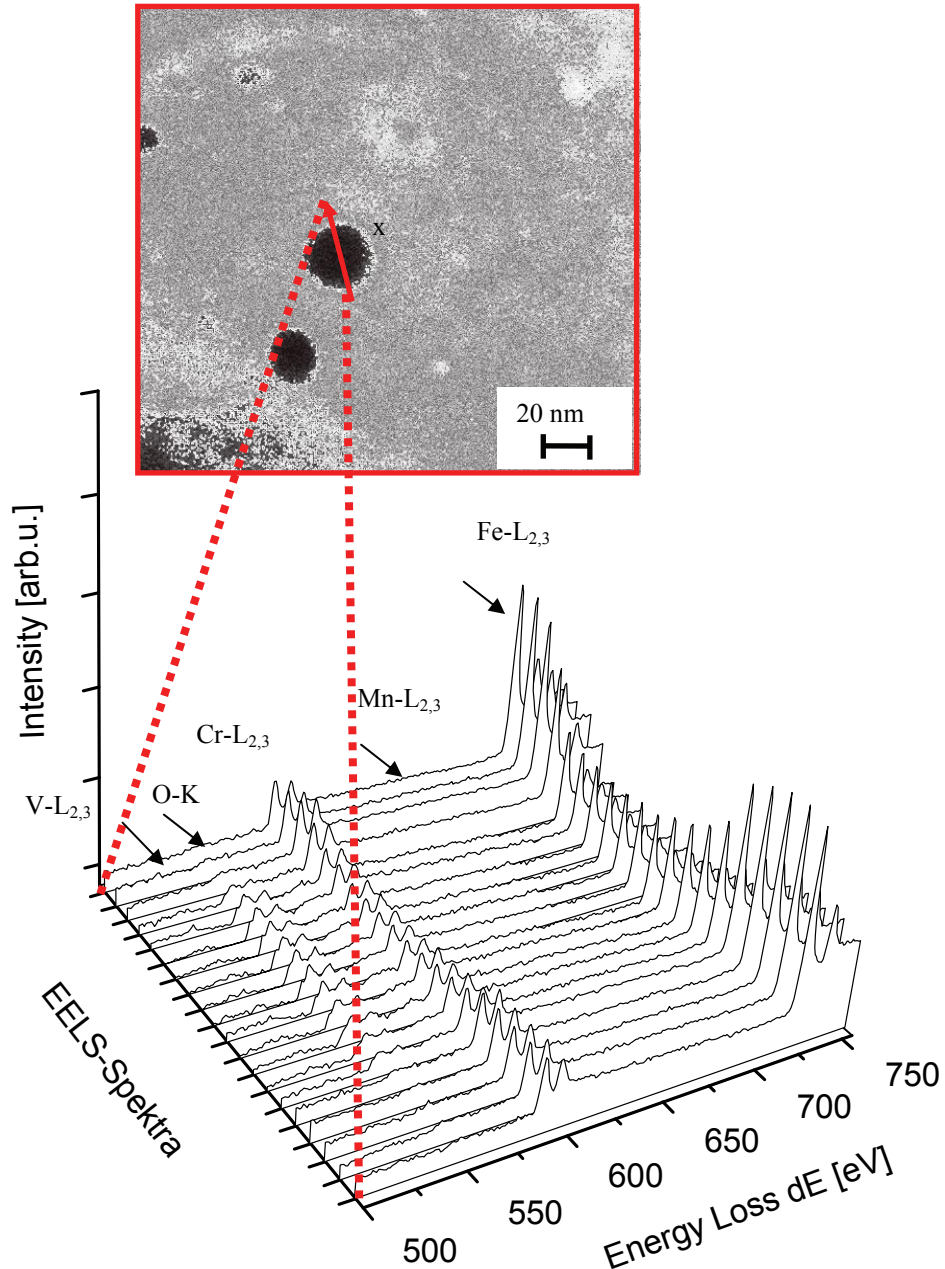 x
20 nm
Fe-L2,3
Mn-L2,3
Cr-L2,3
V-L2,3
O-K
Intensity [arb.u.]
EELS-Spektra
500
550
600
650
700
750
Energy Loss dE [eV]